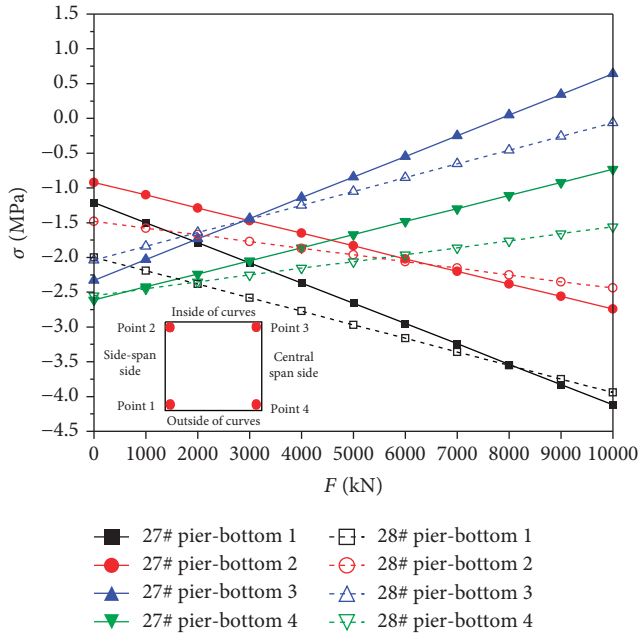 1.5
1.0
0.5
0.0
−0.5
−1.0
−1.5
−2.0
−2.5
−3.0
−3.5
−4.0
−4.5
σ (MPa)
Inside of curves
Point 2
Point 3
Side-span
side
Central
span side
Point 1
Point 4
Outside of curves
0 1000 2000 3000 4000 5000 6000 7000 8000 9000 10000
F (kN)
27# pier-bottom 1
27# pier-bottom 2
27# pier-bottom 3
27# pier-bottom 4
28# pier-bottom 1
28# pier-bottom 2
28# pier-bottom 3
28# pier-bottom 4